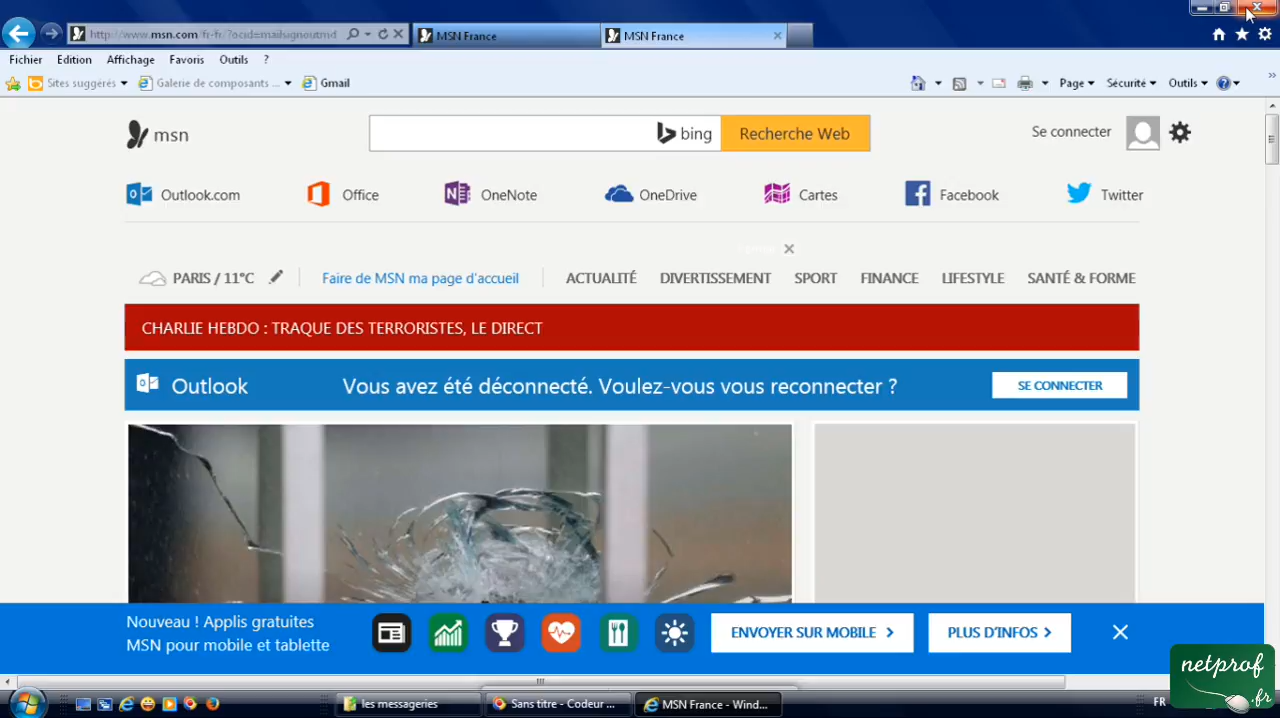 http://www.msn.com/fr-fr/?ocid=mailsignoutmd
MSN France
MSN France
Fichier Edition Affichage Favoris Outils ?
Sites suggérés Galerie de composants ... Gmail
Page Sécurité Outils
msn
bing
Recherche Web
Se connecter
Outlook.com Office OneNote OneDrive Cartes Facebook Twitter
PARIS / 11°C
Faire de MSN ma page d'accueil
ACTUALITÉ DIVERTISSEMENT SPORT FINANCE LIFESTYLE SANTÉ & FORME
CHARLIE HEBDO : TRAQUE DES TERRORISTES, LE DIRECT
Outlook
Vous avez été déconnecté. Voulez-vous vous reconnecter ?
SE CONNECTER
Nouveau ! Applis gratuites
MSN pour mobile et tablette
ENVOYER SUR MOBILE
PLUS D'INFOS
netprof
.fr
les messageries
Sans titre - Codeur ...
MSN France - Wind...
FR